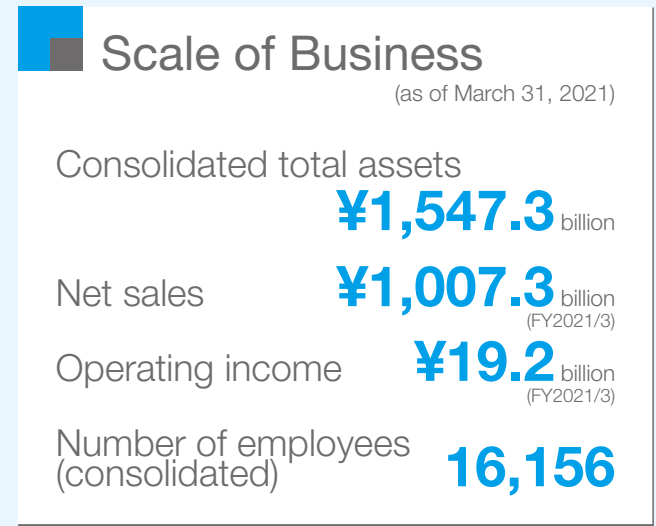 Scale of Business
(as of March 31, 2021)
Consolidated total assets
¥1,547.3 billion
Net sales ¥1,007.3 billion
(FY2021/3)
Operating income ¥19.2 billion
(FY2021/3)
Number of employees
(consolidated) 16,156